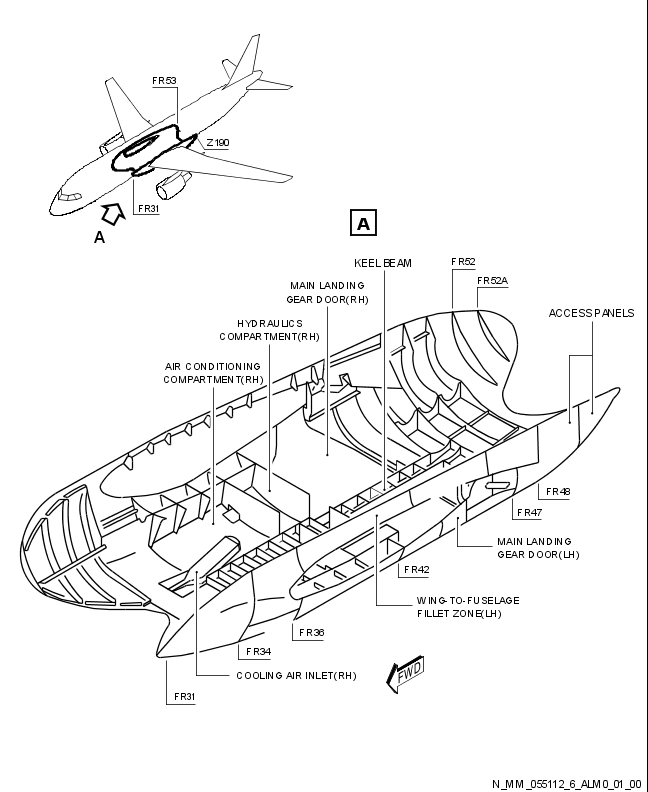 FR53
Z190
FR31
A
A
KEEL BEAM
FR52
FR52A
MAIN LANDING
GEAR DOOR(RH)
ACCESS PANELS
HYDRAULICS
COMPARTMENT(RH)
AIR CONDITIONING
COMPARTMENT(RH)
FR48
FR47
MAIN LANDING
GEAR DOOR(LH)
FR42
WING-TO-FUSELAGE
FILLET ZONE(LH)
FR36
FR34
COOLING AIR INLET(RH)
FWD
FR31
N_MM_055112_6_ALM0_01_00